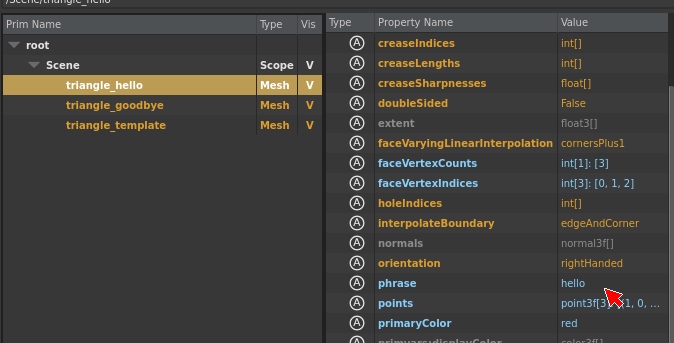 /Scene/triangle_hello
Prim Name Type Vis
root
Scene Scope V
triangle_hello Mesh V
triangle_goodbye Mesh V
triangle_template Mesh V
Type Property Name Value
A creaseIndices int[]
A creaseLengths int[]
A creaseSharpnesses float[]
A doubleSided False
A extent float3[]
A faceVaryingLinearInterpolation cornersPlus1
A faceVertexCounts int[1]: [3]
A faceVertexIndices int[3]: [0, 1, 2]
A holeIndices int[]
A interpolateBoundary edgeAndCorner
A normals normal3f[]
A orientation rightHanded
A phrase hello
A points point3f[3] (1, 0, ...
A primaryColor red
primvars:displayColor color3f[]